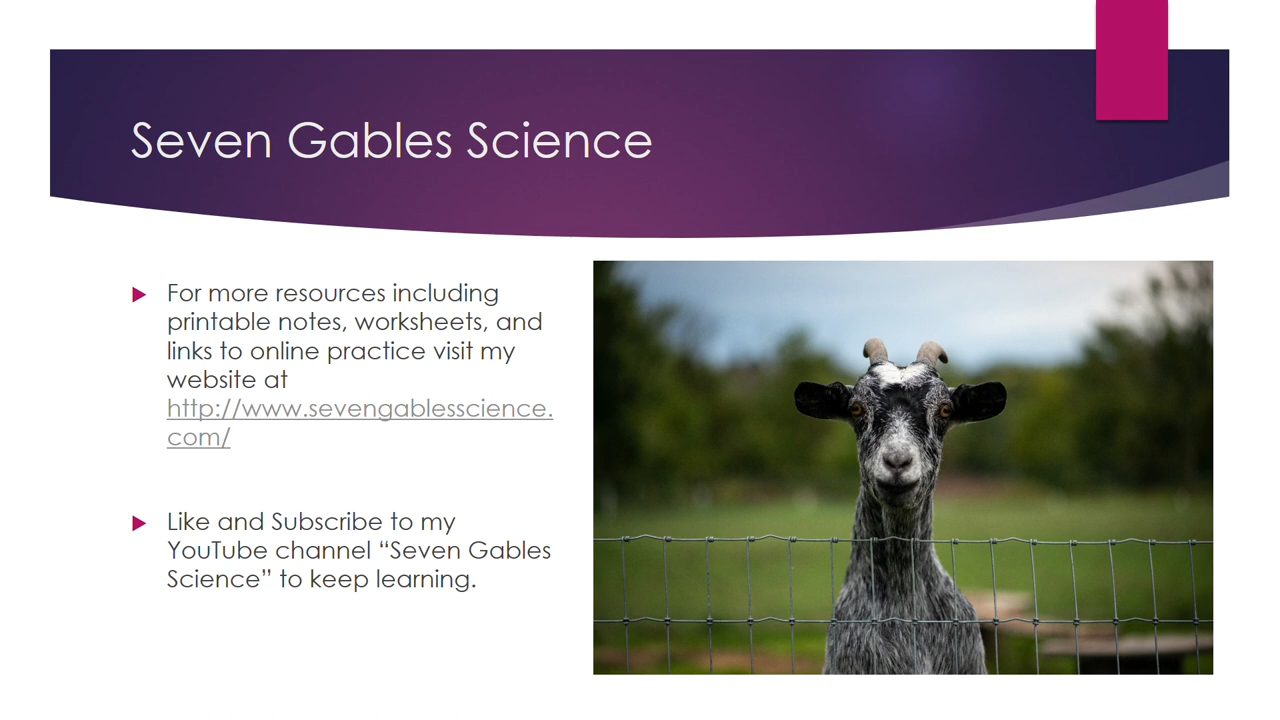 Seven Gables Science
For more resources including
printable notes, worksheets, and
links to online practice visit my
website at
http://www.sevengablesscience.
com/
Like and Subscribe to my
YouTube channel “Seven Gables
Science” to keep learning.